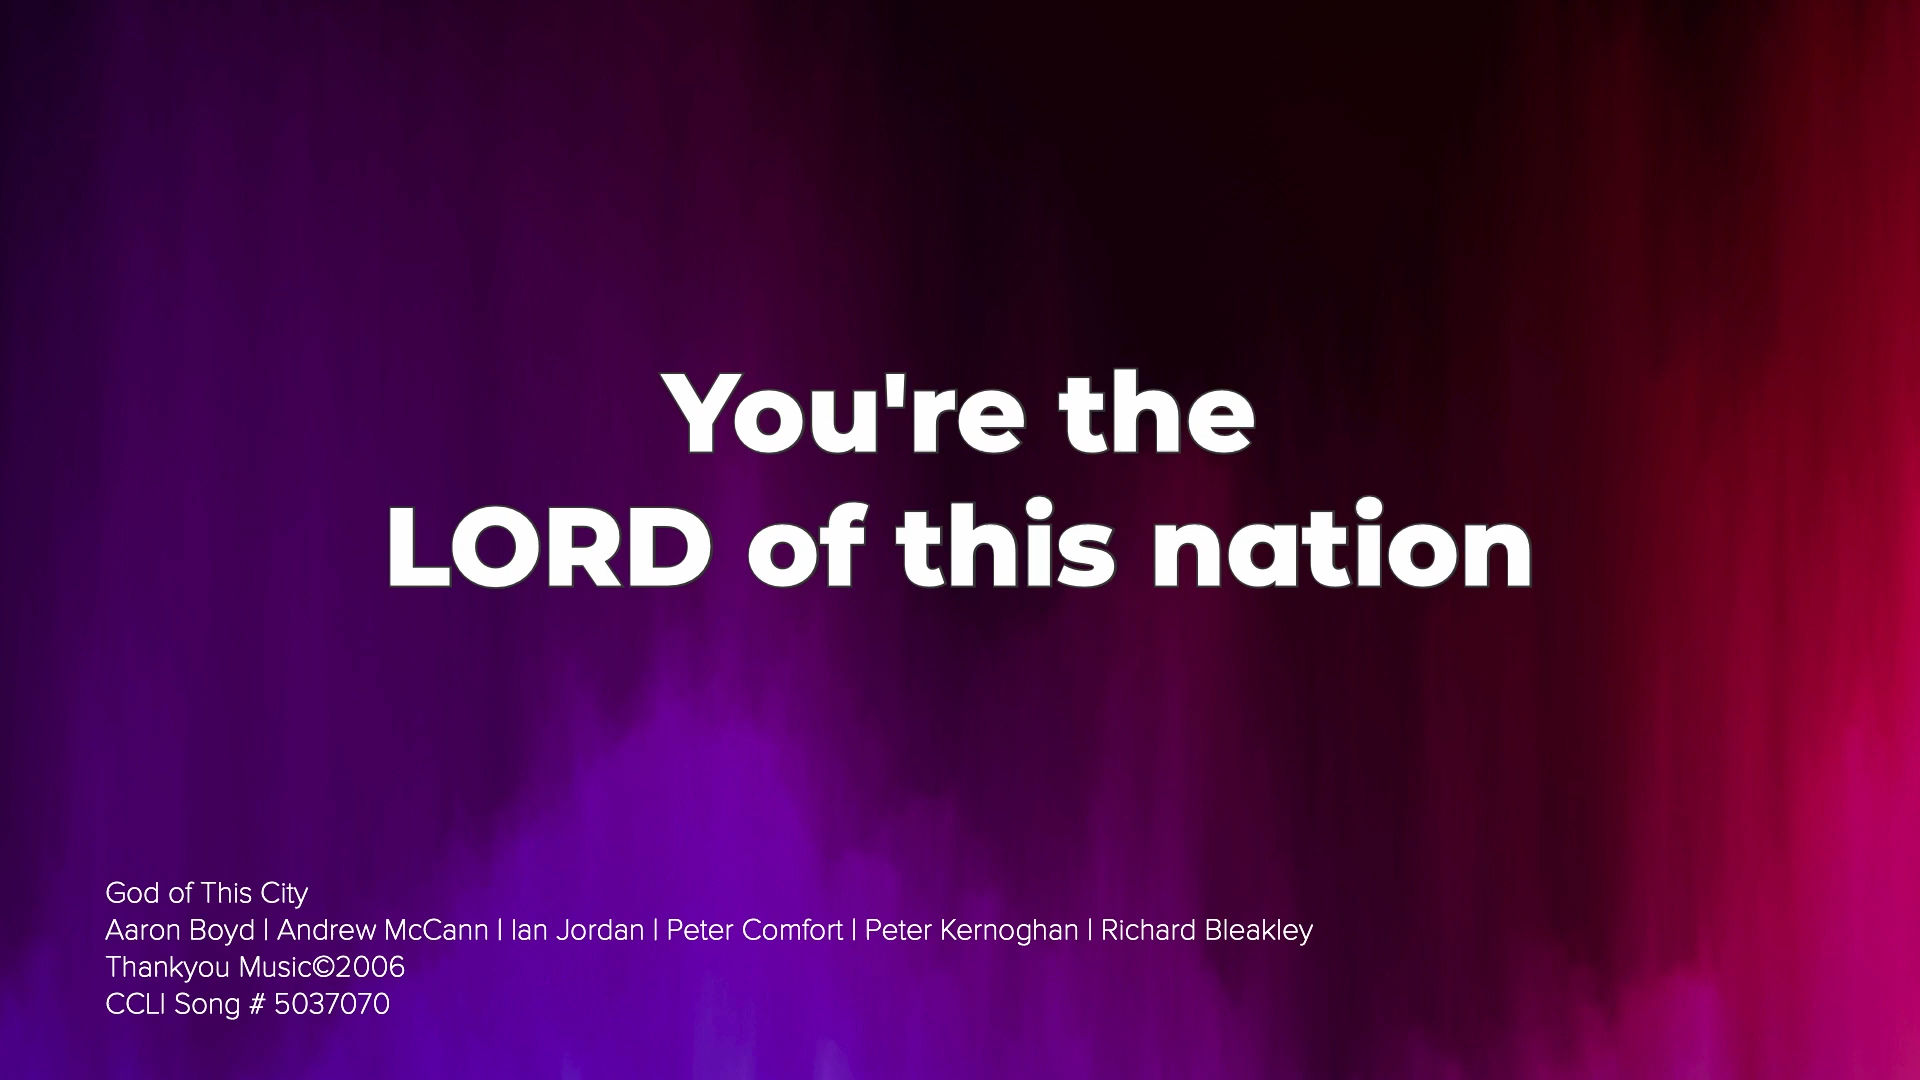 You're the
LORD of this nation
God of This City
Aaron Boyd | Andrew McCann | Ian Jordan | Peter Comfort | Peter Kernoghan | Richard Bleakley
Thankyou Music©2006
CCLI Song # 5037070